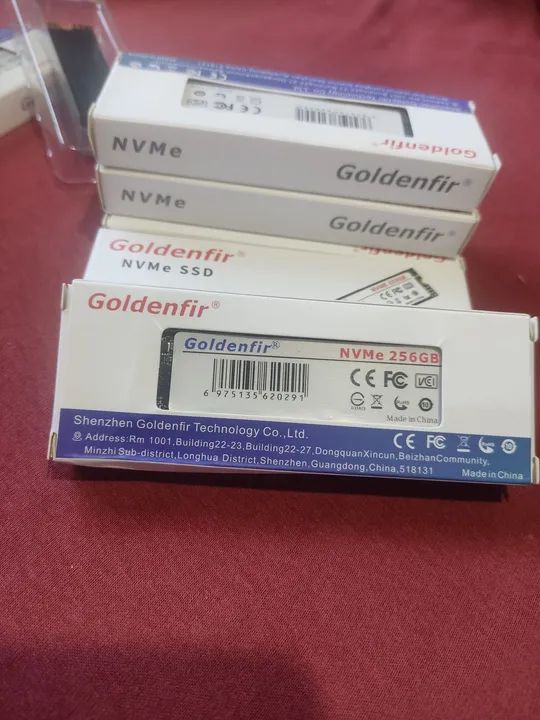 NVMe
Goldenfir®
NVMe
Goldenfir®
Goldenfir®
NVMe SSD
Goldenfir®
Goldenfir®
NVMe 256GB
6 975135 620291
Made in China
Shenzhen Goldenfir Technology Co.,Ltd.
Address:Rm 1001,Building22-23,Building22-27,DongquanXincun,BeizhanCommunity,
Minzhi Sub-district,Longhua District,Shenzhen,Guangdong,China,518131
CE FC
Made in China